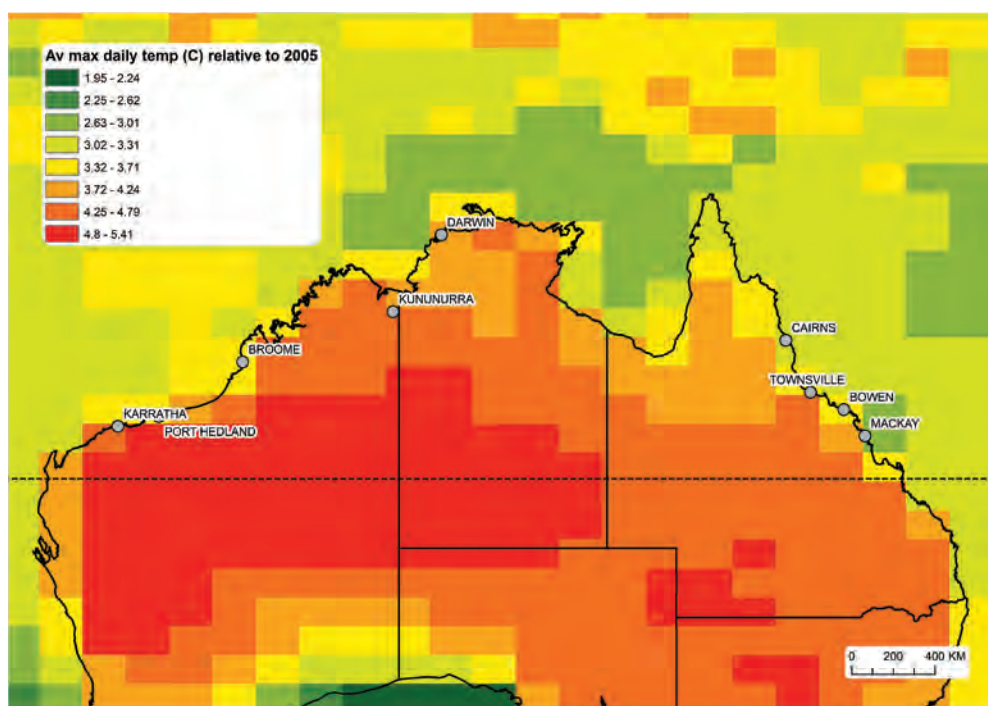 Av max daily temp (C) relative to 2005
1.95 - 2.24
2.25 - 2.62
2.63 - 3.01
3.02 - 3.31
3.32 - 3.71
3.72 - 4.24
4.25 - 4.79
4.8 - 5.41
DARWIN
KUNUNURRA
CAIRNS
BROOME
TOWNSVILLE
BOWEN
KARRATHA
PORT HEDLAND
MACKAY
0 200 400 KM